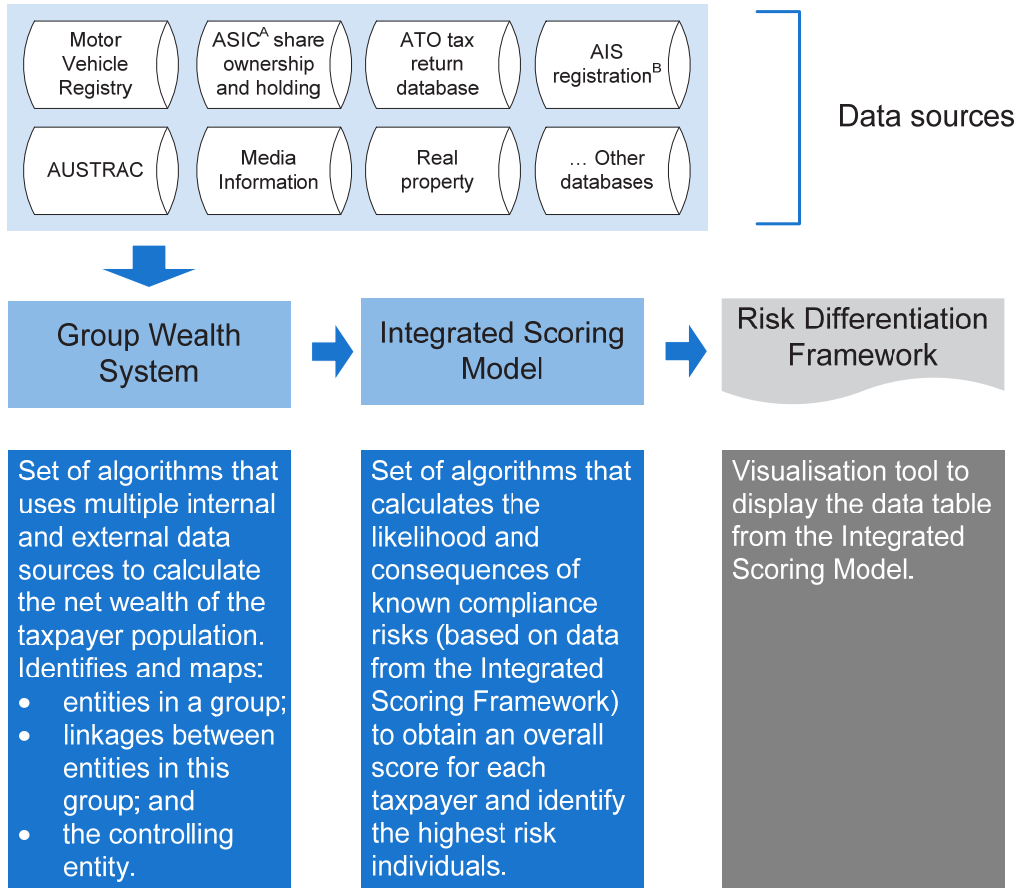 Motor
Vehicle
Registry
ASICᴬ share
ownership
and holding
ATO tax
return
database
AIS
registrationᴮ
AUSTRAC
Media
Information
Real
property
… Other
databases
Data sources
Group Wealth
System
Integrated Scoring
Model
Risk Differentiation
Framework
Set of algorithms that
uses multiple internal
and external data
sources to calculate
the net wealth of the
taxpayer population.
Identifies and maps:
• entities in a group;
• linkages between
entities in this
group; and
• the controlling
entity.
Set of algorithms that
calculates the
likelihood and
consequences of
known compliance
risks (based on data
from the Integrated
Scoring Framework)
to obtain an overall
score for each
taxpayer and identify
the highest risk
individuals.
Visualisation tool to
display the data table
from the Integrated
Scoring Model.